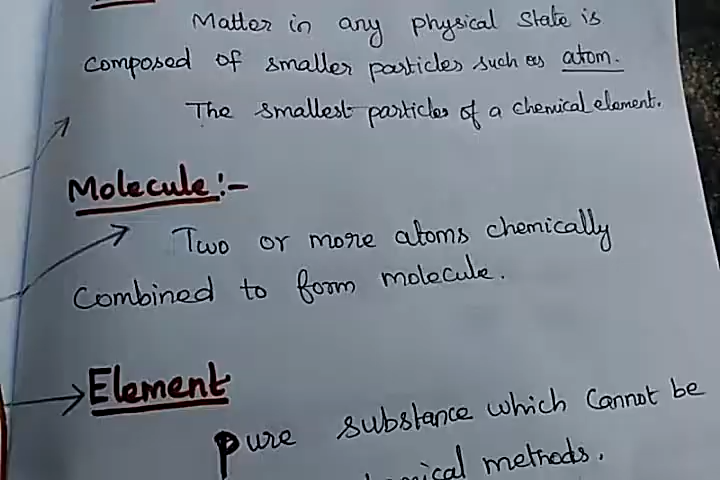 Matter in any physical State is
composed of smaller particles such as atom.
The smallest particles of a chemical element.
Molecule:-
Two or more atoms chemically
Combined to form molecule.
Element
Pure substance which cannot be
methods.